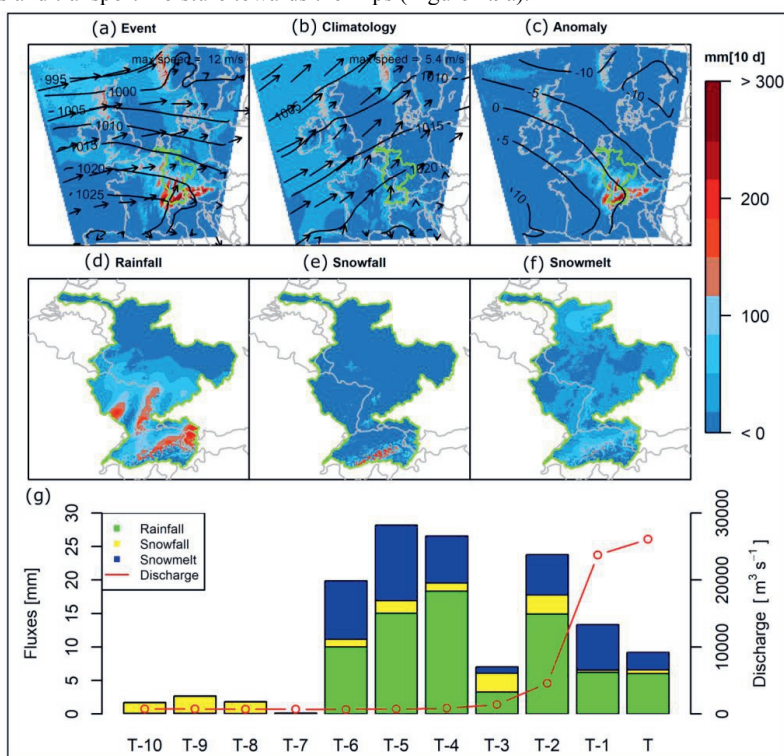 (a) Event
(b) Climatology
(c) Anomaly
mm[10 d]
max speed = 12 m/s
max speed = 5.4 m/s
995
1000
1005
1010
1015
1020
1025
1005
1010
1015
1020
-10
-10
-5
0
-5
-10
> 300
200
100
< 0
(d) Rainfall
(e) Snowfall
(f) Snowmelt
(g)
Rainfall
Snowfall
Snowmelt
Discharge
Fluxes [mm]
30
25
20
15
10
5
0
30000
20000
10000
0
Discharge [ m³ s⁻¹ ]
T-10 T-9 T-8 T-7 T-6 T-5 T-4 T-3 T-2 T-1 T